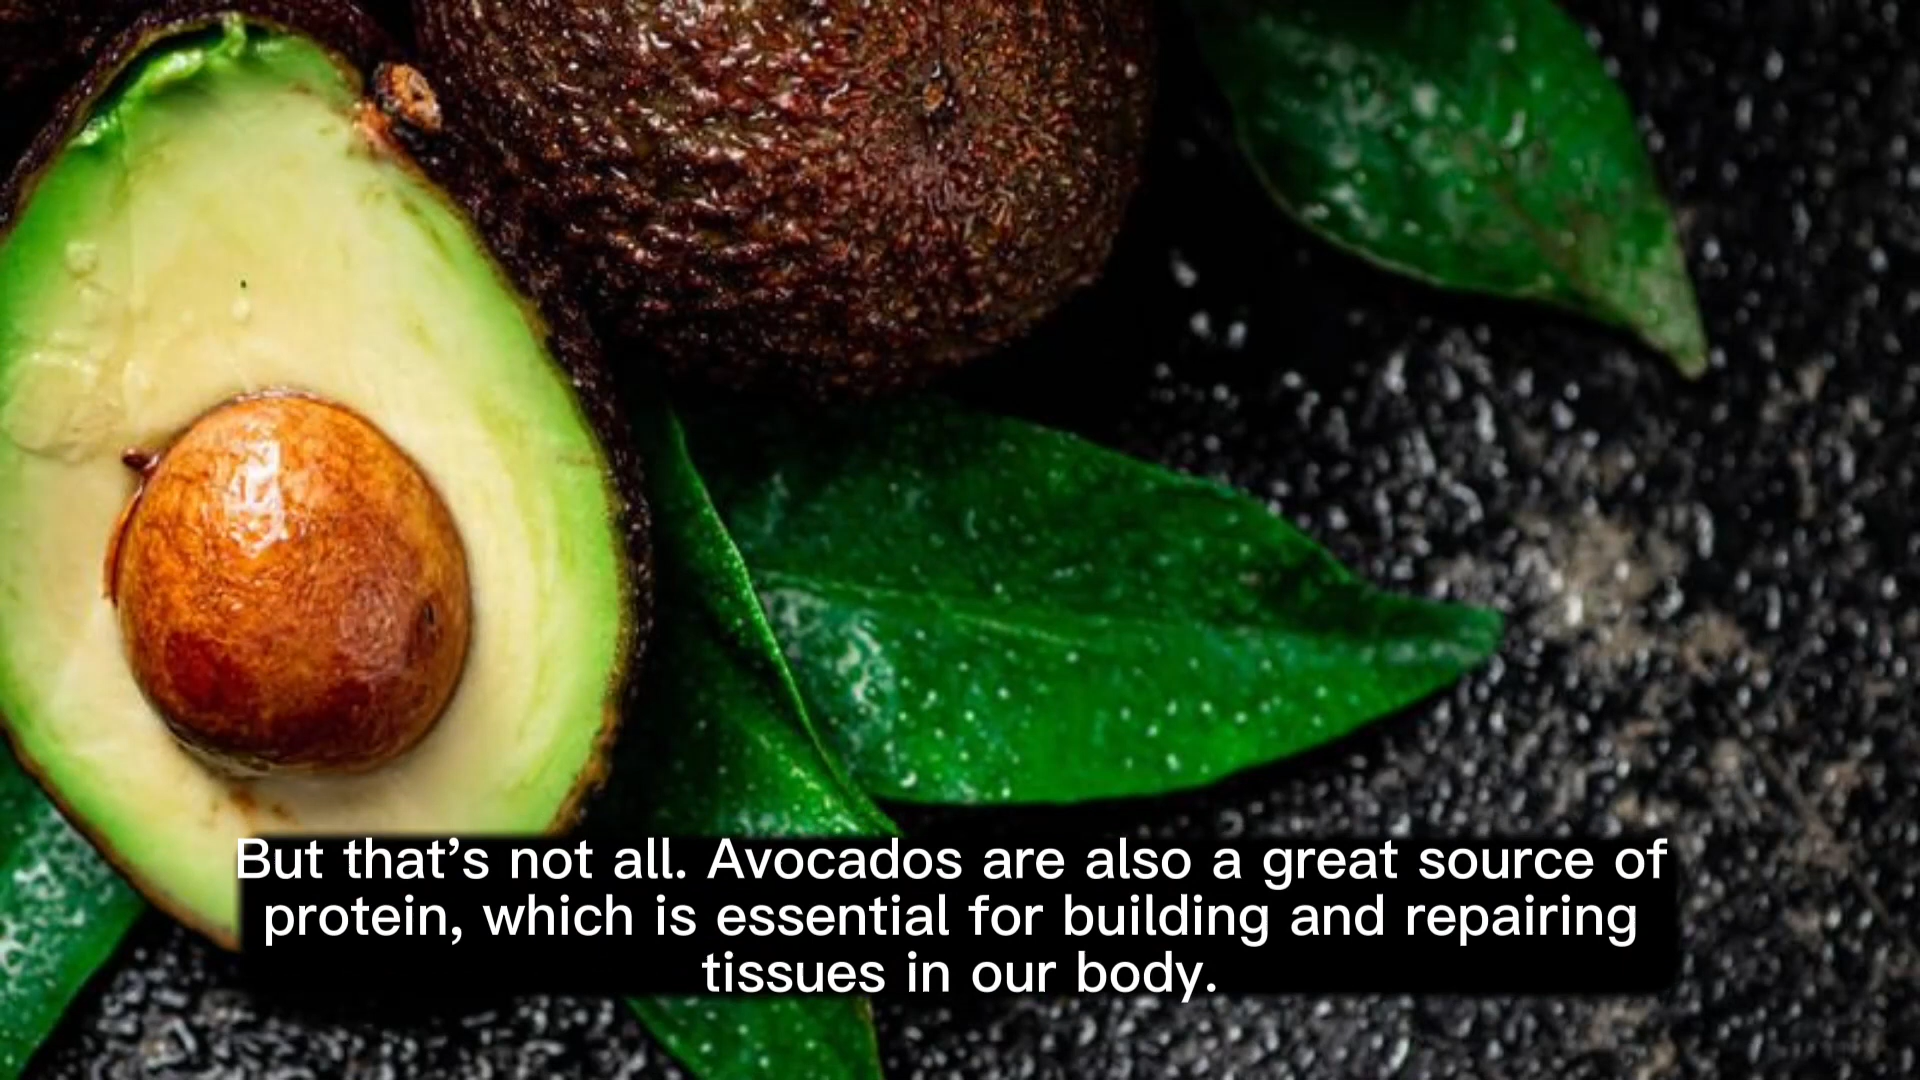 But that’s not all. Avocados are also a great source of
protein, which is essential for building and repairing
tissues in our body.